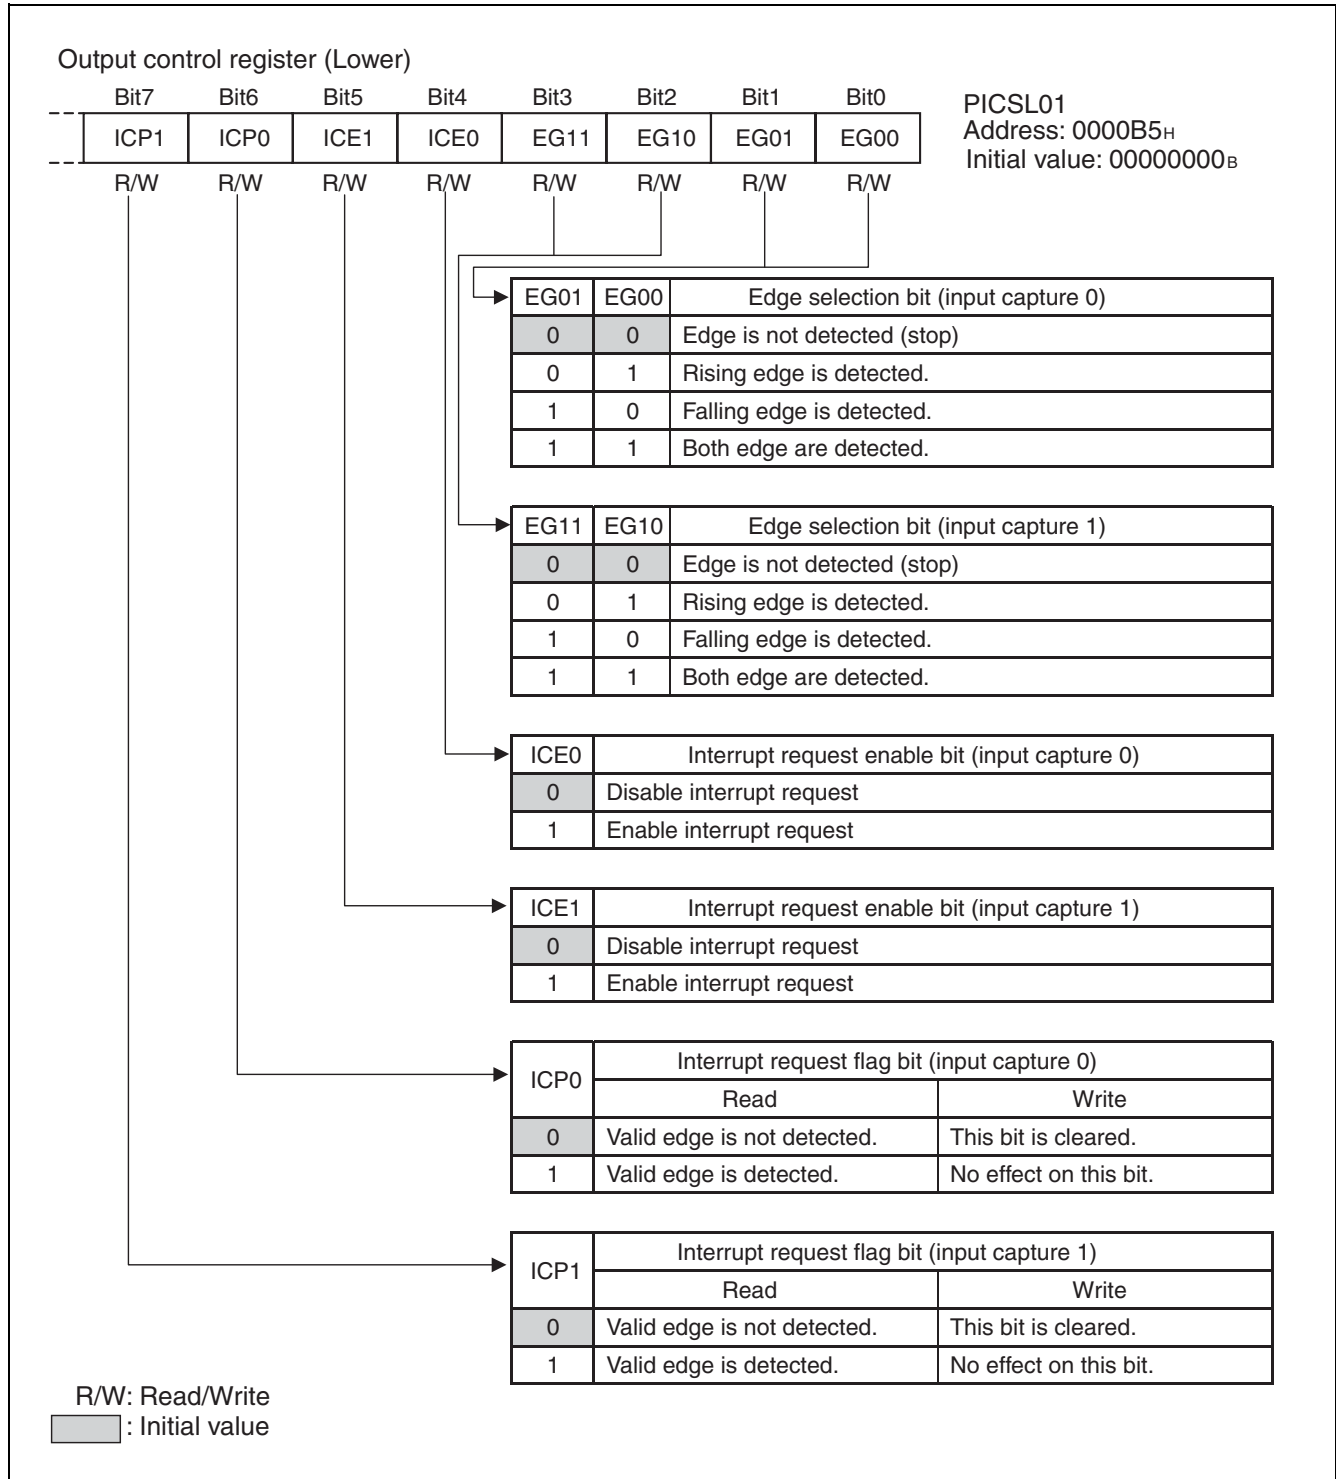 Output control register (Lower)
Bit7 Bit6 Bit5 Bit4 Bit3 Bit2 Bit1 Bit0
ICP1 ICP0 ICE1 ICE0 EG11 EG10 EG01 EG00
R/W R/W R/W R/W R/W R/W R/W R/W
PICSL01
Address: 0000B5H
Initial value: 00000000B
EG01 EG00 Edge selection bit (input capture 0)
0 0 Edge is not detected (stop)
0 1 Rising edge is detected.
1 0 Falling edge is detected.
1 1 Both edge are detected.
EG11 EG10 Edge selection bit (input capture 1)
0 0 Edge is not detected (stop)
0 1 Rising edge is detected.
1 0 Falling edge is detected.
1 1 Both edge are detected.
ICE0 Interrupt request enable bit (input capture 0)
0 Disable interrupt request
1 Enable interrupt request
ICE1 Interrupt request enable bit (input capture 1)
0 Disable interrupt request
1 Enable interrupt request
ICP0 Interrupt request flag bit (input capture 0)
Read Write
0 Valid edge is not detected. This bit is cleared.
1 Valid edge is detected. No effect on this bit.
ICP1 Interrupt request flag bit (input capture 1)
Read Write
0 Valid edge is not detected. This bit is cleared.
1 Valid edge is detected. No effect on this bit.
R/W: Read/Write
: Initial value